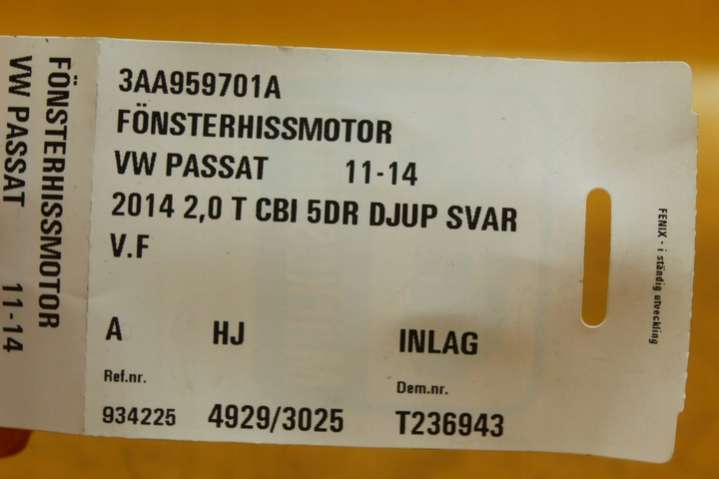 FÖNSTERHISSMOTOR
VW PASSAT 11-14
3AA959701A
FÖNSTERHISSMOTOR
VW PASSAT 11-14
2014 2,0 T CBI 5DR DJUP SVAR
V.F
A HJ INLAG
Ref.nr. Dem.nr.
934225 4929/3025 T236943
FENIX - i ständig utveckling